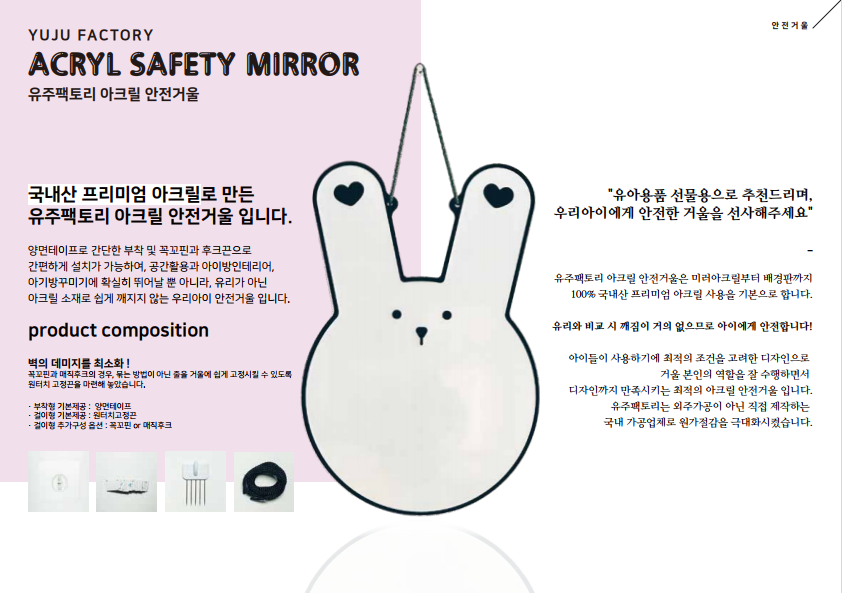 YUJU FACTORY
ACRYL SAFETY MIRROR
유주팩토리 아크릴 안전거울
안전거울
국내산 프리미엄 아크릴로 만든
유주팩토리 아크릴 안전거울 입니다.
양면테이프로 간단한 부착 및 꼭꼬핀과 후크끈으로
간편하게 설치가 가능하여, 공간활용과 아이방인테리어,
아기방꾸미기에 확실히 뛰어날 뿐 아니라, 유리가 아닌
아크릴 소재로 쉽게 깨지지 않는 우리아이 안전거울 입니다.
product composition
벽의 데미지를 최소화 !
꼭꼬핀과 매직후크의 경우, 묶는 방법이 아닌 줄을 거울에 쉽게 고정시킬 수 있도록
원터치 고정끈을 마련해 놓았습니다.
· 부착형 기본제공 : 양면테이프
· 걸이형 기본제공 : 원터치고정끈
· 걸이형 추가구성 옵션 : 꼭꼬핀 or 매직후크
"유아용품 선물용으로 추천드리며,
우리아이에게 안전한 거울을 선사해주세요"
–
유주팩토리 아크릴 안전거울은 미러아크릴부터 배경판까지
100% 국내산 프리미엄 아크릴 사용을 기본으로 합니다.
유리와 비교 시 깨짐이 거의 없으므로 아이에게 안전합니다!
아이들이 사용하기에 최적의 조건을 고려한 디자인으로
거울 본인의 역할을 잘 수행하면서
디자인까지 만족시키는 최적의 아크릴 안전거울 입니다.
유주팩토리는 외주가공이 아닌 직접 제작하는
국내 가공업체로 원가절감을 극대화시켰습니다.